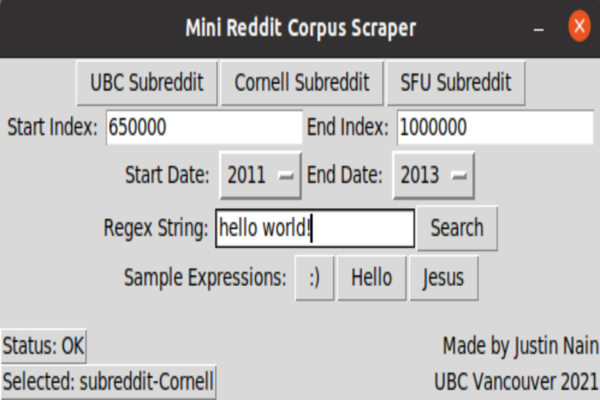 Mini Reddit Corpus Scraper
UBC Subreddit Cornell Subreddit SFU Subreddit
Start Index: 650000 End Index: 1000000
Start Date: 2011 End Date: 2013
Regex String: hello world! Search
Sample Expressions: :) Hello Jesus
Status: OK Made by Justin Nain
Selected: subreddit-Cornell UBC Vancouver 2021